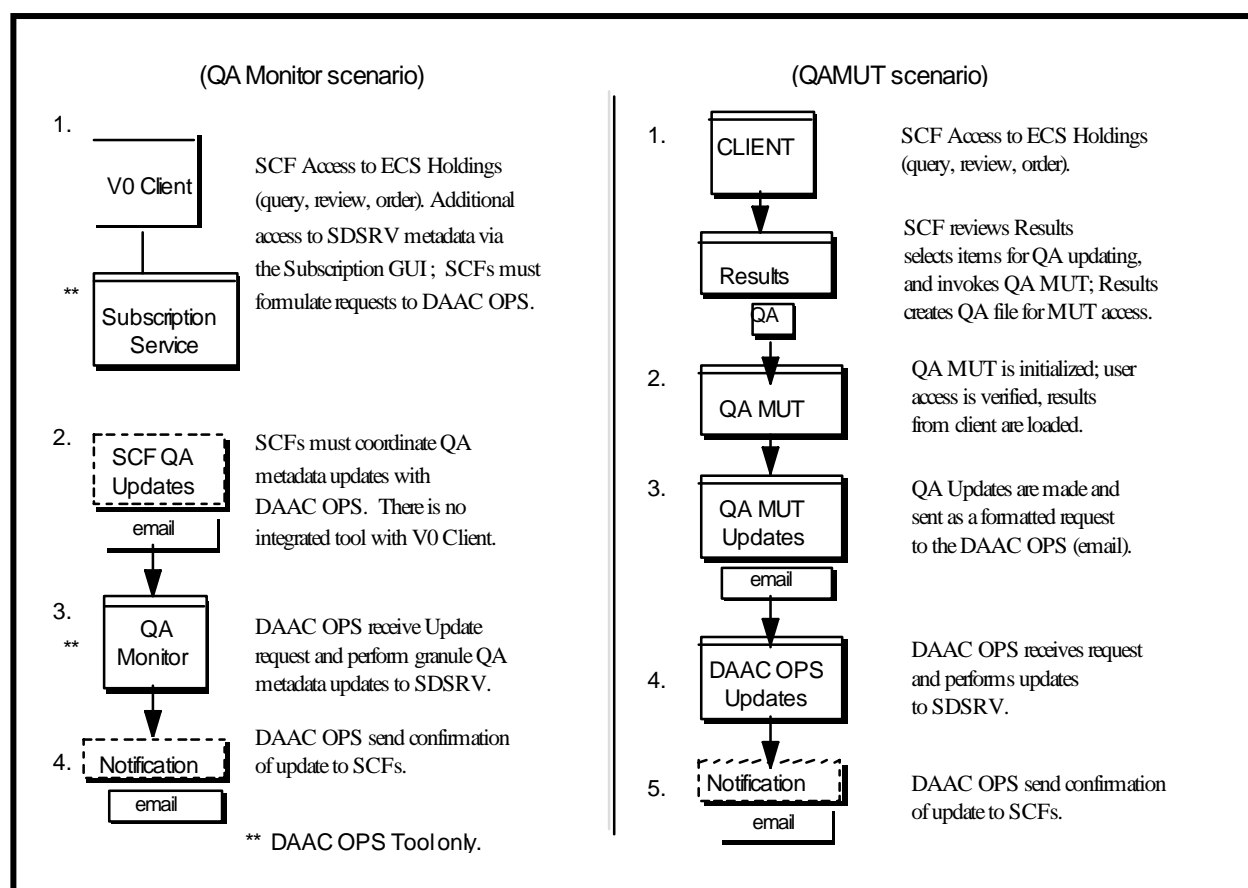 (QA Monitor scenario)
1.
V0 Client
SCF Access to ECS Holdings
(query, review, order). Additional
access to SDSRV metadata via
the Subscription GUI; SCFs must
formulate requests to DAAC OPS.
**
Subscription
Service
2.
SCF QA
Updates
email
SCFs must coordinate QA
metadata updates with
DAAC OPS. There is no
integrated tool with V0 Client.
3.
**
QA
Monitor
DAAC OPS receive Update
request and perform granule QA
metadata updates to SDSRV.
4.
Notification
email
DAAC OPS send confirmation
of update to SCFs.
** DAAC OPS Tool only.
(QAMUT scenario)
1.
CLIENT
SCF Access to ECS Holdings
(query, review, order).
Results
QA
SCF reviews Results
selects items for QA updating,
and invokes QA MUT; Results
creates QA file for MUT access.
2.
QA MUT
QA MUT is initialized; user
access is verified, results
from client are loaded.
3.
QA MUT
Updates
email
QA Updates are made and
sent as a formatted request
to the DAAC OPS (email).
4.
DAAC OPS
Updates
DAAC OPS receives request
and performs updates
to SDSRV.
5.
Notification
email
DAAC OPS send confirmation
of update to SCFs.